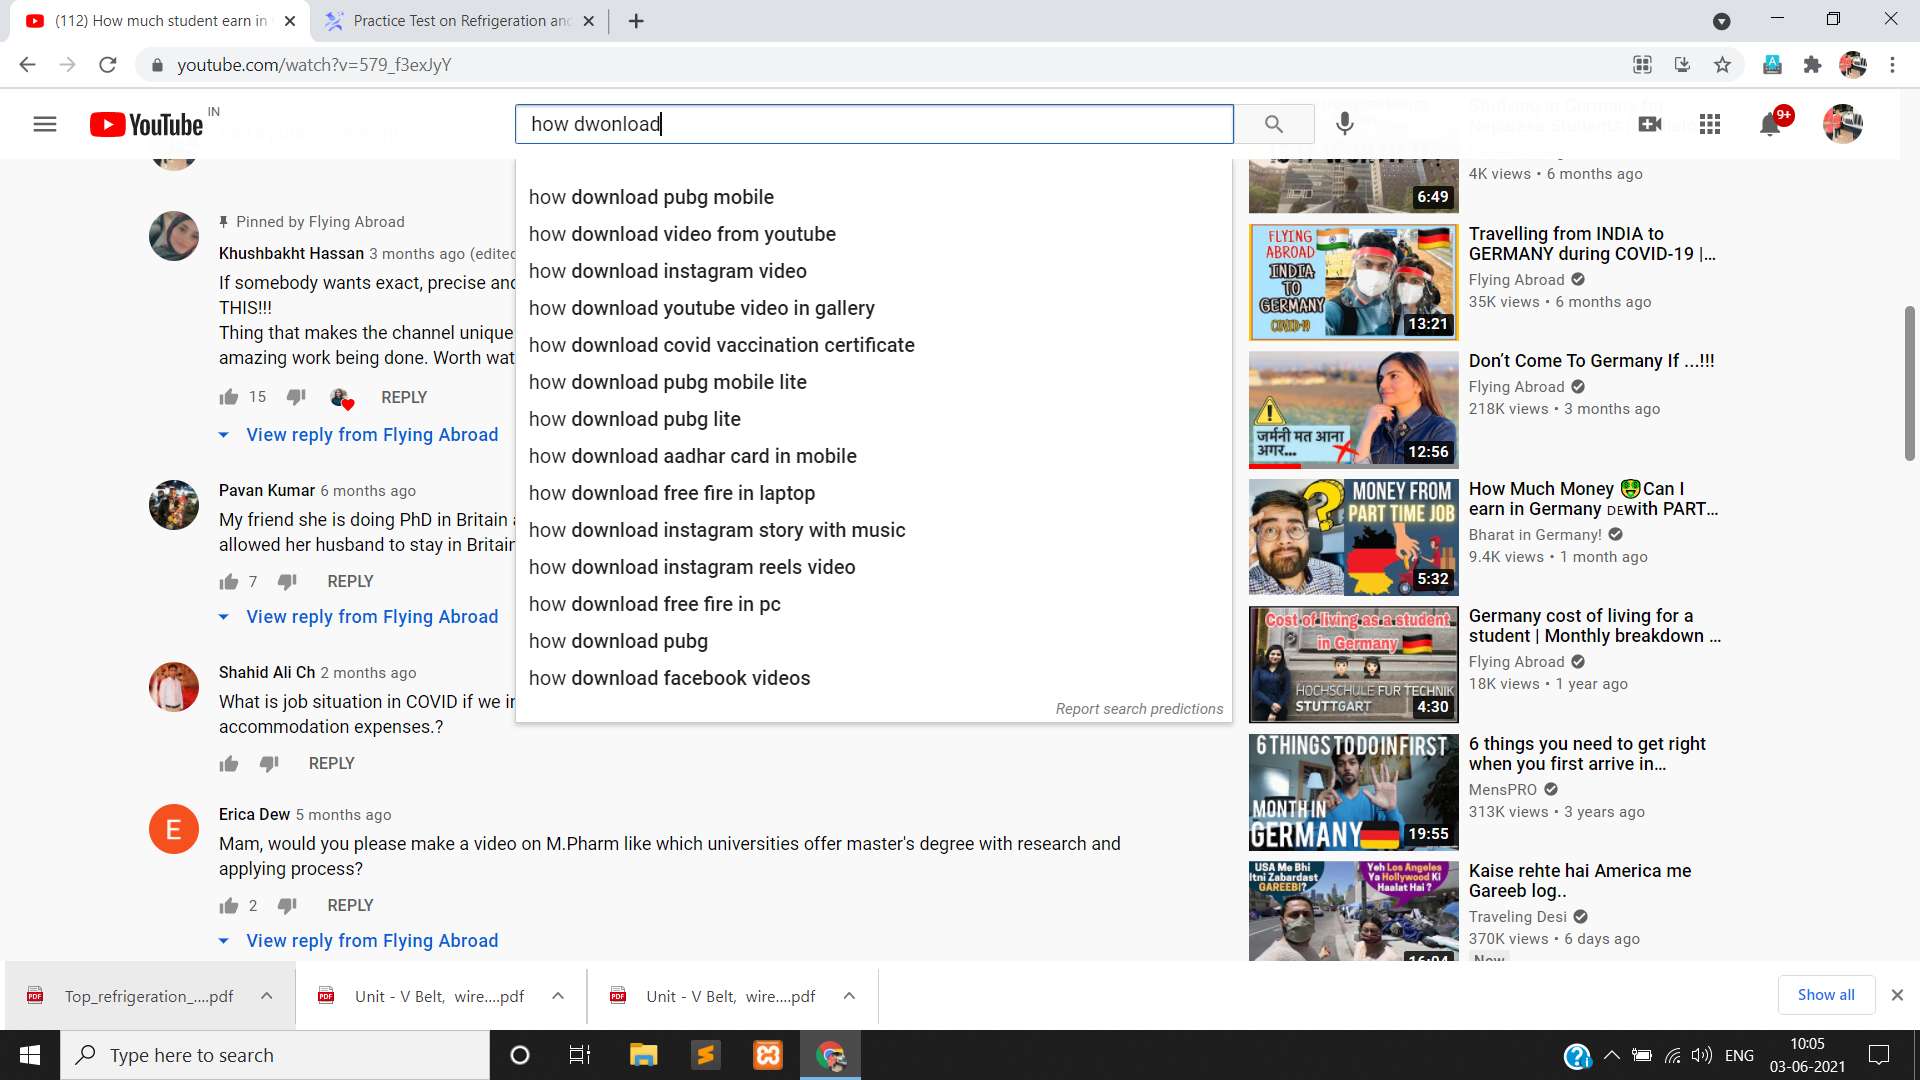 (112) How much student earn in
Practice Test on Refrigeration and
youtube.com/watch?v=579_f3exJyY
YouTube IN
how dwonload
9+
how download pubg mobile
how download video from youtube
how download instagram video
how download youtube video in gallery
how download covid vaccination certificate
how download pubg mobile lite
how download pubg lite
how download aadhar card in mobile
how download free fire in laptop
how download instagram story with music
how download instagram reels video
how download free fire in pc
how download pubg
how download facebook videos
Report search predictions
Pinned by Flying Abroad
Khushbakht Hassan 3 months ago (edited
If somebody wants exact, precise and
THIS!!!
Thing that makes the channel unique
amazing work being done. Worth wat
15 REPLY
View reply from Flying Abroad
Pavan Kumar 6 months ago
My friend she is doing PhD in Britain
allowed her husband to stay in Britain
7 REPLY
View reply from Flying Abroad
Shahid Ali Ch 2 months ago
What is job situation in COVID if we
accommodation expenses.?
REPLY
E
Erica Dew 5 months ago
Mam, would you please make a video on M.Pharm like which universities offer master's degree with research and
applying process?
2 REPLY
View reply from Flying Abroad
6:49
4K views • 6 months ago
FLYING
ABROAD
INDIA
TO
GERMANY
COVID-19
13:21
Travelling from INDIA to
GERMANY during COVID-19 |...
Flying Abroad
35K views • 6 months ago
जर्मनी मत आना
अगर...
12:56
Don't Come To Germany If ...!!!
Flying Abroad
218K views • 3 months ago
MONEY FROM
PART TIME JOB
5:32
How Much Money 🤑Can I
earn in Germany DEwith PART...
Bharat in Germany!
9.4K views • 1 month ago
Cost of living as a student
in Germany
HOCHSCHULE FUR TECHNIK
STUTTGART
4:30
Germany cost of living for a
student | Monthly breakdown ...
Flying Abroad
18K views • 1 year ago
6 THINGS TO DO IN FIRST
MONTH IN
GERMANY
19:55
6 things you need to get right
when you first arrive in...
MensPRO
313K views • 3 years ago
USA Me Bhi
Itni Zabardast
GAREEBI?
Yeh Los Angeles
Ya Hollywood Ki
Haalat Hai ?
16:04
Kaise rehte hai America me
Gareeb log..
Traveling Desi
370K views • 6 days ago
New
Top_refrigeration_....pdf
Unit - V Belt, wire....pdf
Unit - V Belt, wire....pdf
Show all
Type here to search
ENG
10:05
03-06-2021